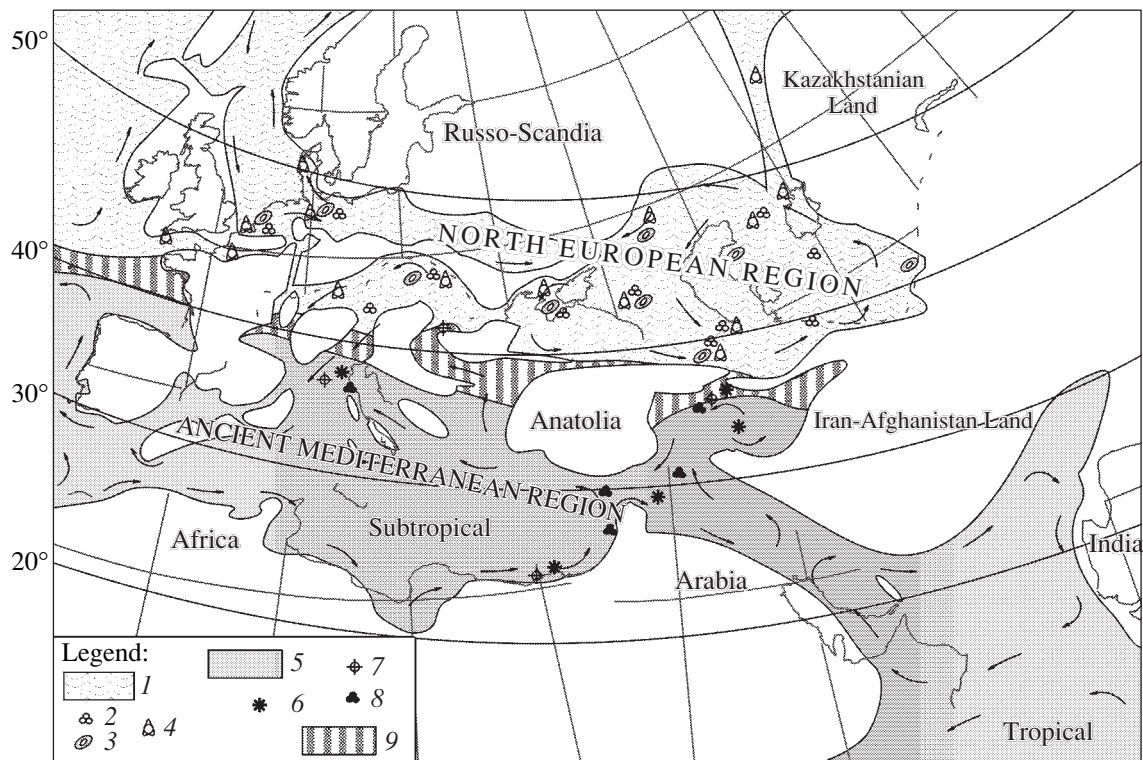 50°
Kazakhstanian
Land
Russo-Scandia
40°
NORTH EUROPEAN REGION
30°
Anatolia
Iran-Afghanistan Land
ANCIENT MEDITERRANEAN REGION
Subtropical
Africa
India
20°
Arabia
Legend:
1
2
3
4
5
6
7
8
9
Tropical